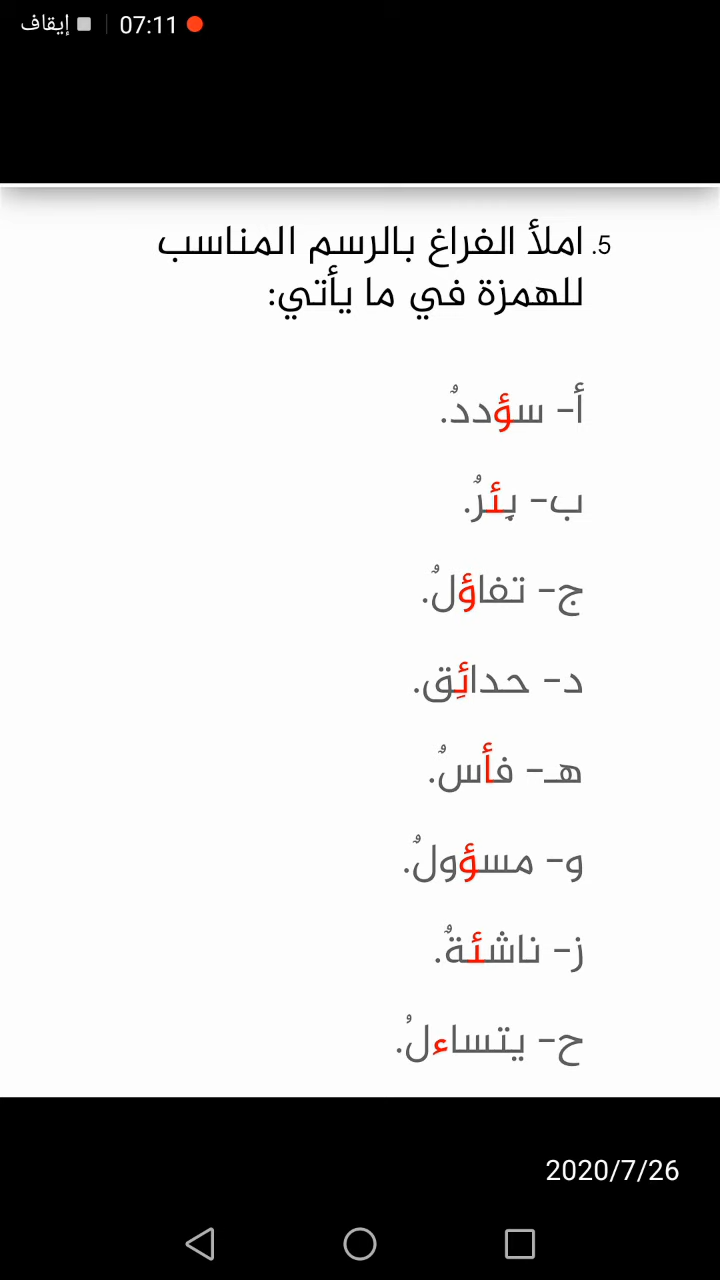 إيقاف 07:11
5. املأ الفراغ بالرسم المناسب
للهمزة في ما يأتي:
أ- سؤددٌ.
ب- بِئرٌ.
ج- تفاؤلٌ.
د- حدائِق.
هـ- فأسٌ.
و- مسؤولٌ.
ز- ناشئةٌ.
ح- يتساءلٌ.
2020/7/26